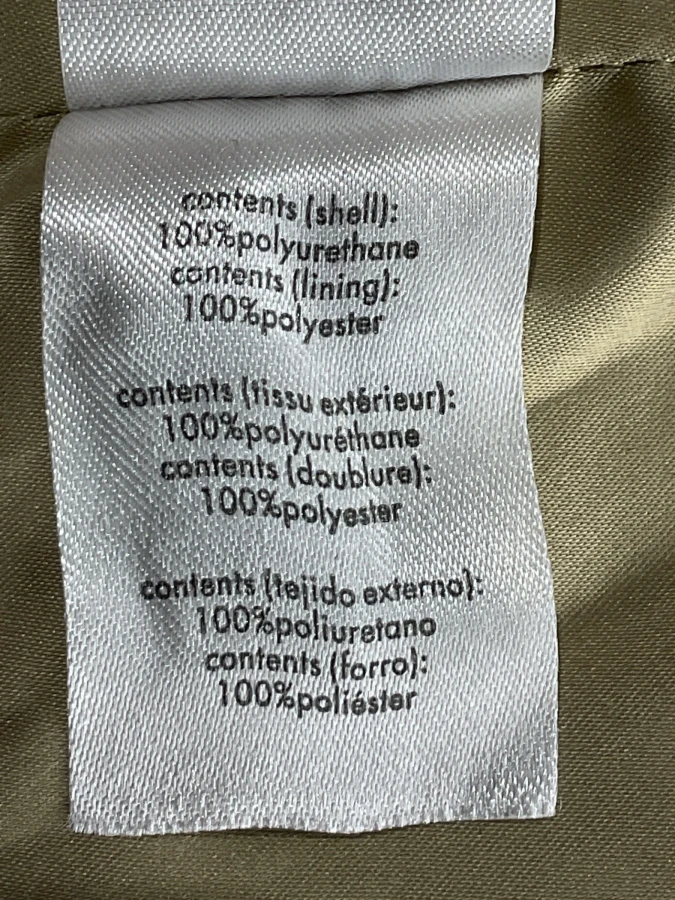 contents (shell):
100%polyurethane
contents (lining):
100%polyester
contents (tissu extérieur):
100%polyuréthane
contents (doublure):
100%polyester
contents (tejido externo):
100%poliuretano
contents (forro):
100%poliéster